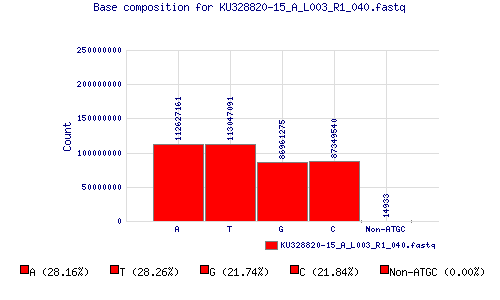 Base composition for KU328820-15_A_L003_R1_040.fastq
250000000
200000000
150000000
100000000
50000000
0
Count
112627161
113047091
86961275
87349540
14933
A T G C Non-ATGC
KU328820-15_A_L003_R1_040.fastq
A (28.16%) T (28.26%) G (21.74%) C (21.84%) Non-ATGC (0.00%)